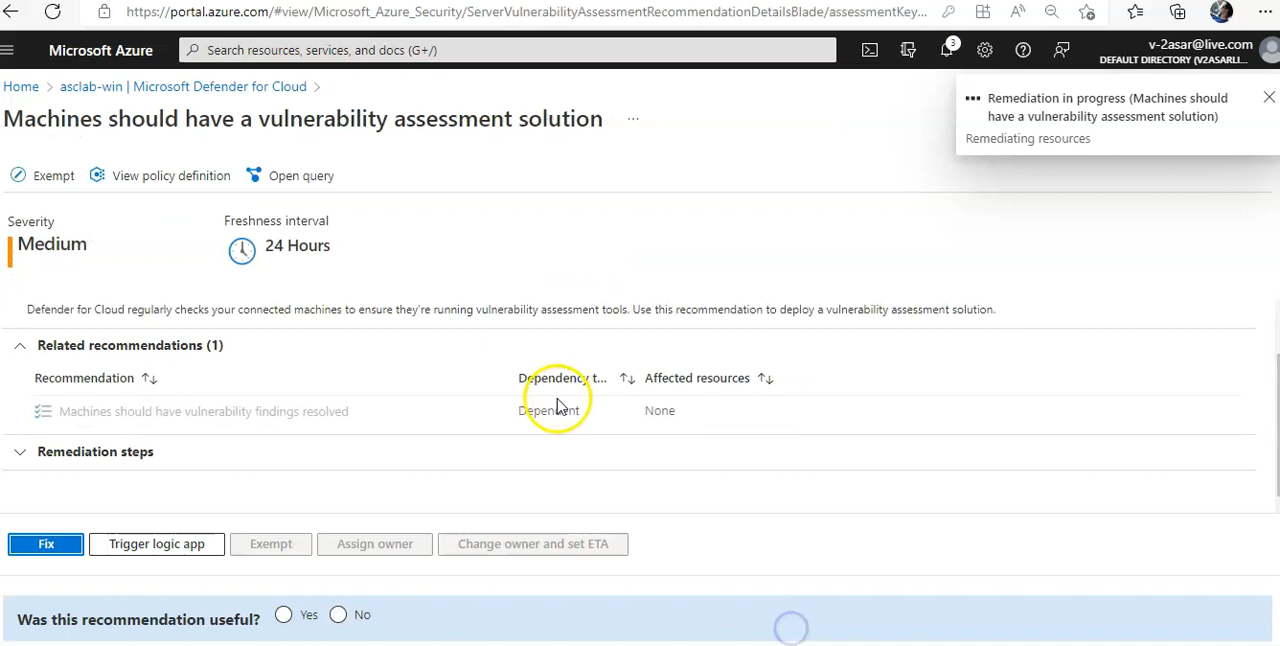 https://portal.azure.com/#view/Microsoft_Azure_Security/ServerVulnerabilityAssessmentRecommendationDetailsBlade/assessmentKey...
Microsoft Azure
Search resources, services, and docs (G+/)
3
v-2asar@live.com
DEFAULT DIRECTORY (V2ASARLI...
Home > asclab-win | Microsoft Defender for Cloud >
Machines should have a vulnerability assessment solution ...
Remediation in progress (Machines should
have a vulnerability assessment solution)
Remediating resources
Exempt View policy definition Open query
Severity Freshness interval
Medium 24 Hours
Defender for Cloud regularly checks your connected machines to ensure they're running vulnerability assessment tools. Use this recommendation to deploy a vulnerability assessment solution.
Related recommendations (1)
Recommendation Dependency t... Affected resources
Machines should have vulnerability findings resolved Dependent None
Remediation steps
Fix Trigger logic app Exempt Assign owner Change owner and set ETA
Was this recommendation useful? Yes No